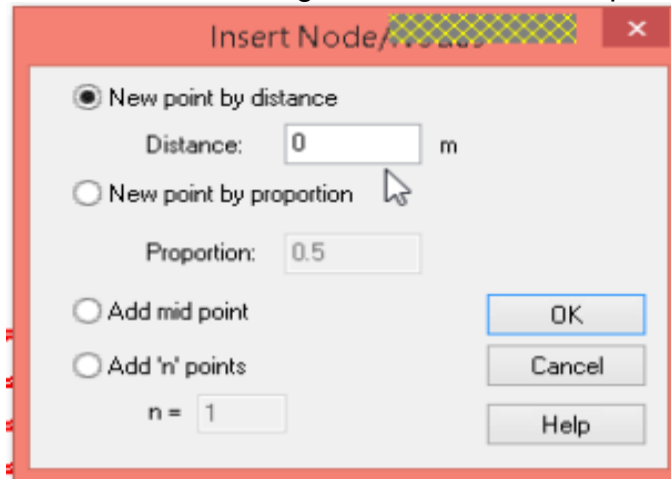 Insert Node/
New point by distance
Distance: 0 m
New point by proportion
Proportion: 0.5
Add mid point
OK
Add 'n' points
Cancel
n = 1
Help